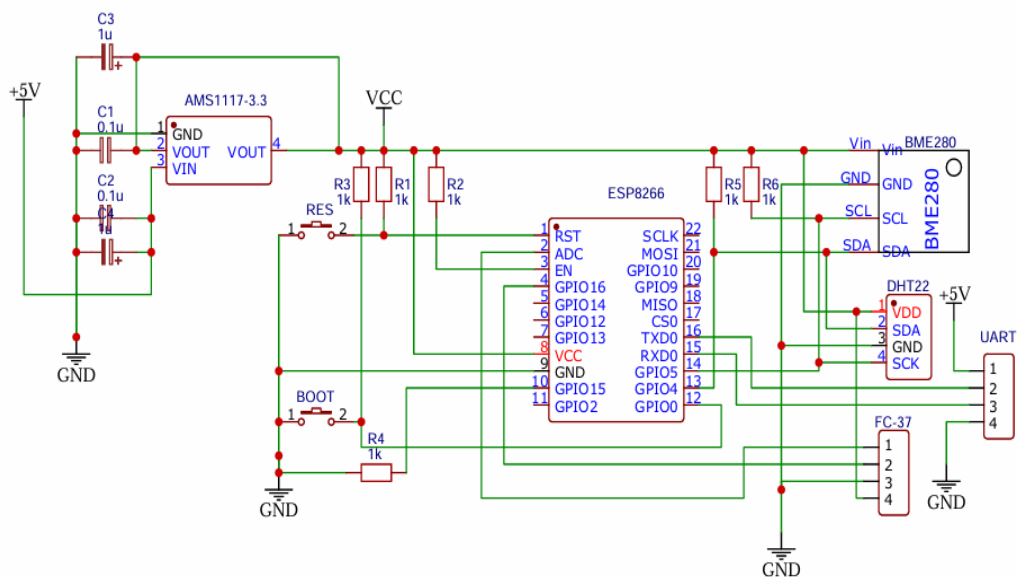 C3
1u
+5V
AMS1117-3.3
VCC
C1
0.1u
1 GND
2 VOUT VOUT 4
3 VIN
C2
0.1u
C4
1u
GND
R3
1k
R1
1k
R2
1k
R5
1k
R6
1k
RES
1 2
BOOT
1 2
R4
1k
GND
ESP8266
1 RST SCLK 22
2 ADC MOSI 21
3 EN GPIO10 20
4 GPIO16 GPIO9 19
5 GPIO14 MISO 18
6 GPIO12 CS0 17
7 GPIO13 TXD0 16
8 VCC RXD0 15
9 GND GPIO5 14
10 GPIO15 GPIO4 13
11 GPIO2 GPIO0 12
BME280
Vin Vin
GND GND
SCL SCL
SDA SDA
BME280
DHT22
1 VDD
2 SDA
3 GND
4 SCK
+5V
UART
1
2
3
4
GND
FC-37
1
2
3
4
GND